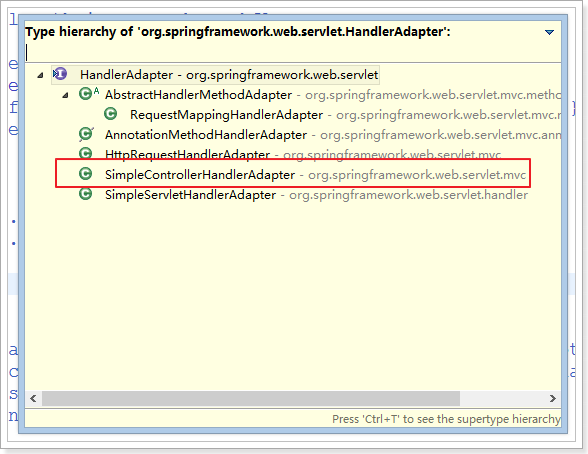 Type hierarchy of 'org.springframework.web.servlet.HandlerAdapter':
HandlerAdapter - org.springframework.web.servlet
AbstractHandlerMethodAdapter - org.springframework.web.servlet.mvc.metho
RequestMappingHandlerAdapter - org.springframework.web.servlet.mvc.
AnnotationMethodHandlerAdapter - org.springframework.web.servlet.mvc.ann
HttpRequestHandlerAdapter - org.springframework.web.servlet.mvc
SimpleControllerHandlerAdapter - org.springframework.web.servlet.mvc
SimpleServletHandlerAdapter - org.springframework.web.servlet.handler
Press 'Ctrl+T' to see the supertype hierarchy